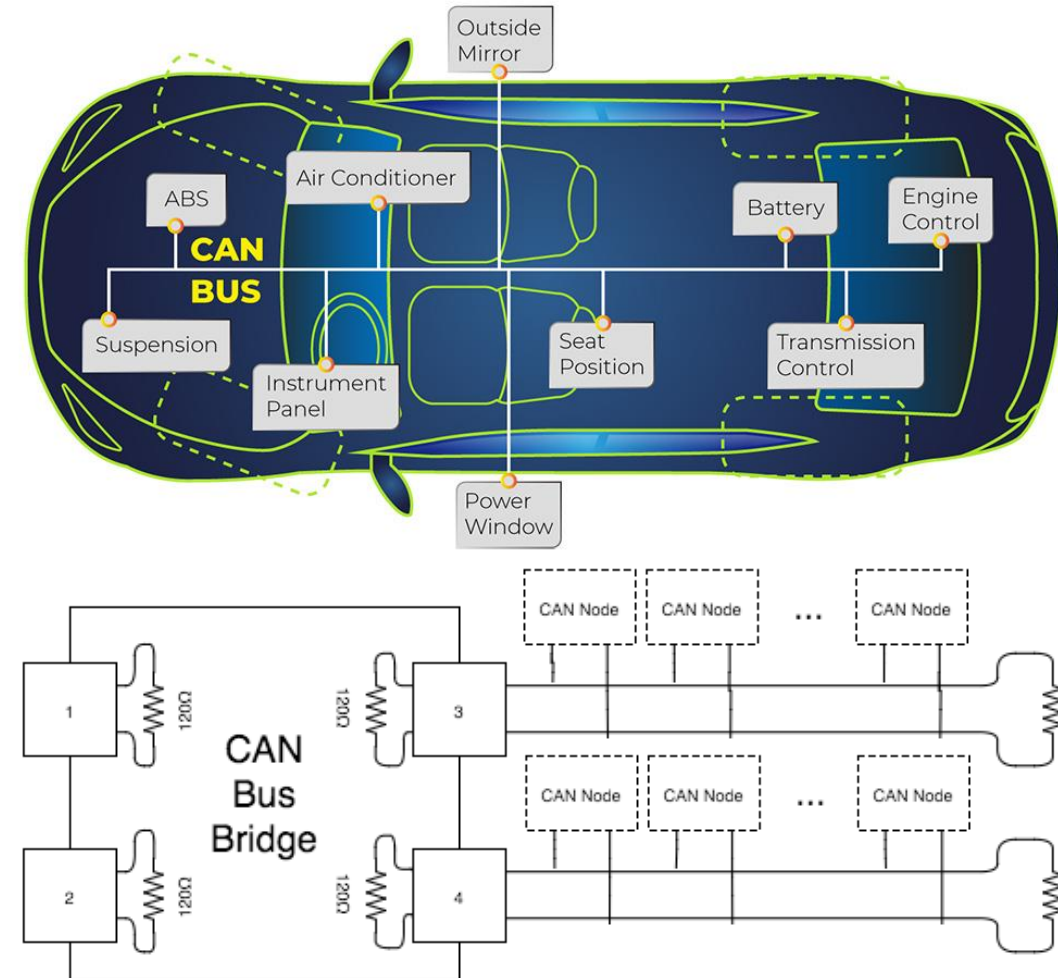 Outside
Mirror
Air Conditioner
ABS
Battery
Engine
Control
CAN
BUS
Suspension
Instrument
Panel
Seat
Position
Transmission
Control
Power
Window
CAN Node
CAN Node
...
CAN Node
1
120Ω
120Ω
3
CAN
Bus
Bridge
CAN Node
CAN Node
...
CAN Node
2
120Ω
120Ω
4